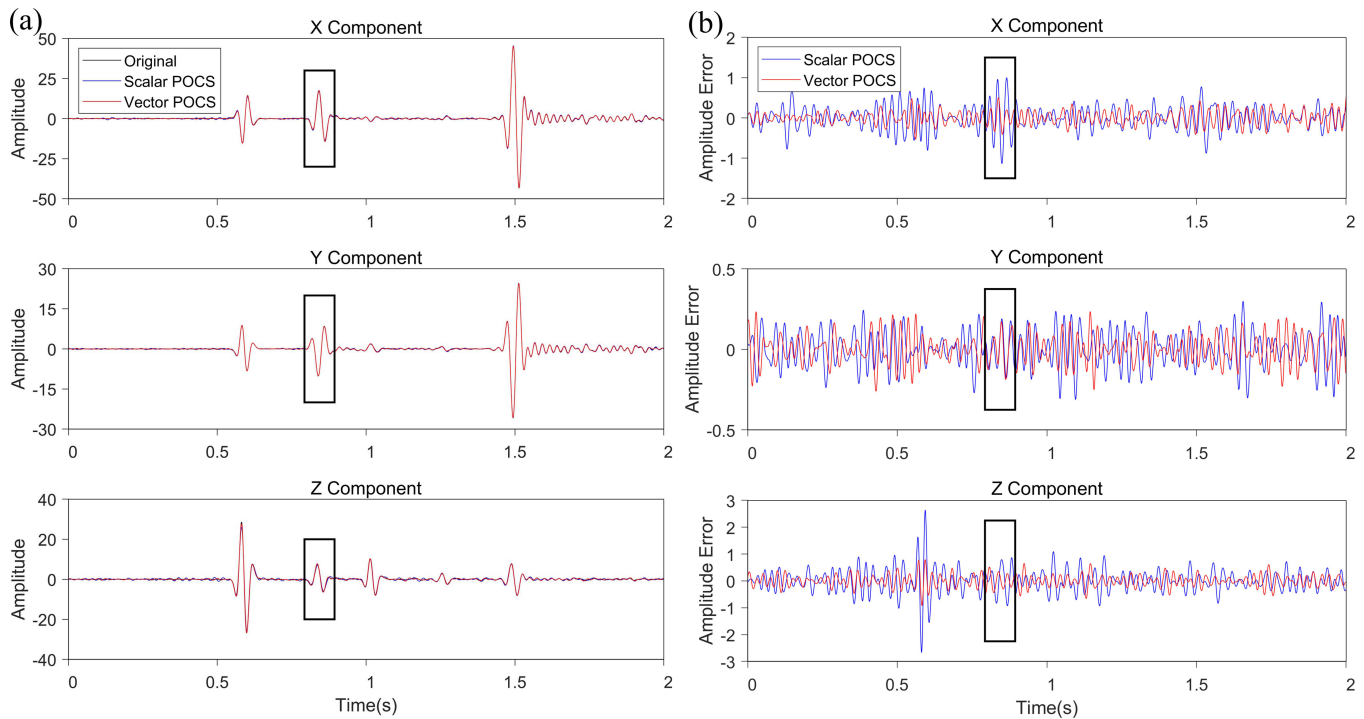 (a)
X Component
Original
Scalar POCS
Vector POCS
Amplitude
50
25
0
-25
-50
0
0.5
1
1.5
2
Y Component
Amplitude
30
15
0
-15
-30
0
0.5
1
1.5
2
Z Component
Amplitude
40
20
0
-20
-40
0
0.5
1
1.5
2
Time(s)
(b)
X Component
Scalar POCS
Vector POCS
Amplitude Error
2
1
0
-1
-2
0
0.5
1
1.5
2
Y Component
Amplitude Error
0.5
0
-0.5
0
0.5
1
1.5
2
Z Component
Amplitude Error
3
2
1
0
-1
-2
-3
0
0.5
1
1.5
2
Time(s)